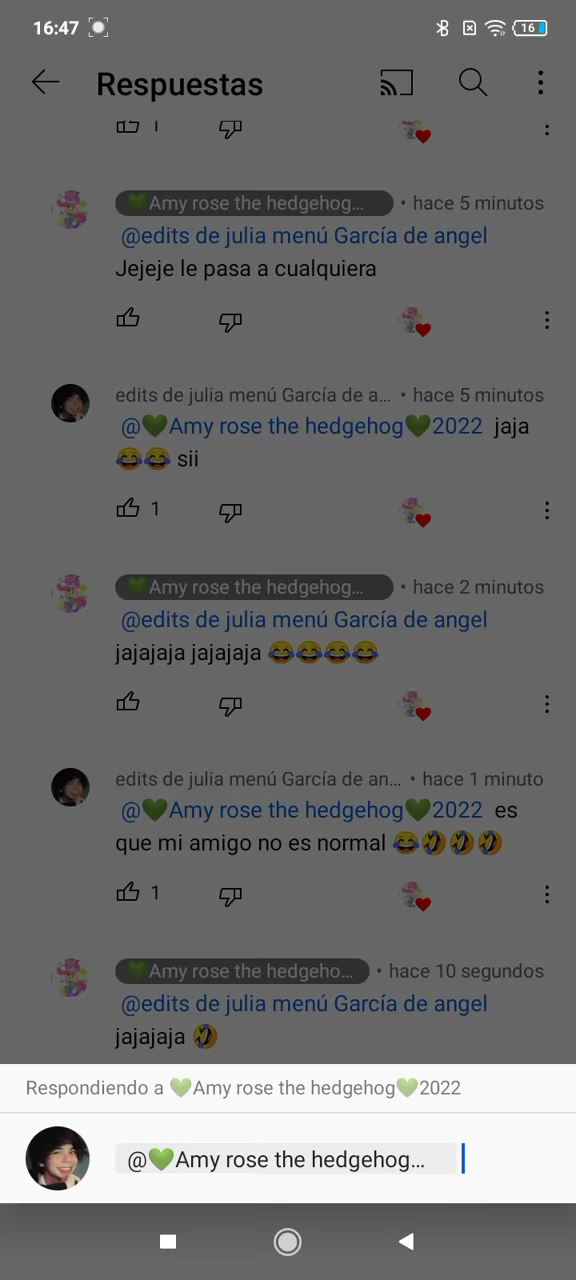 16:47
16
Respuestas
1
💚Amy rose the hedgehog... • hace 5 minutos
@edits de julia menú García de angel
Jejeje le pasa a cualquiera
edits de julia menú García de a... • hace 5 minutos
@💚Amy rose the hedgehog💚2022 jaja
😂😂 sii
1
💚Amy rose the hedgehog... • hace 2 minutos
@edits de julia menú García de angel
jajajaja jajajaja 😂😂😂😂
edits de julia menú García de an... • hace 1 minuto
@💚Amy rose the hedgehog💚2022 es
que mi amigo no es normal 😂🤣🤣🤣
1
💚Amy rose the hedgeho... • hace 10 segundos
@edits de julia menú García de angel
jajajaja 🤣
Respondiendo a 💚Amy rose the hedgehog💚2022
@💚Amy rose the hedgehog...